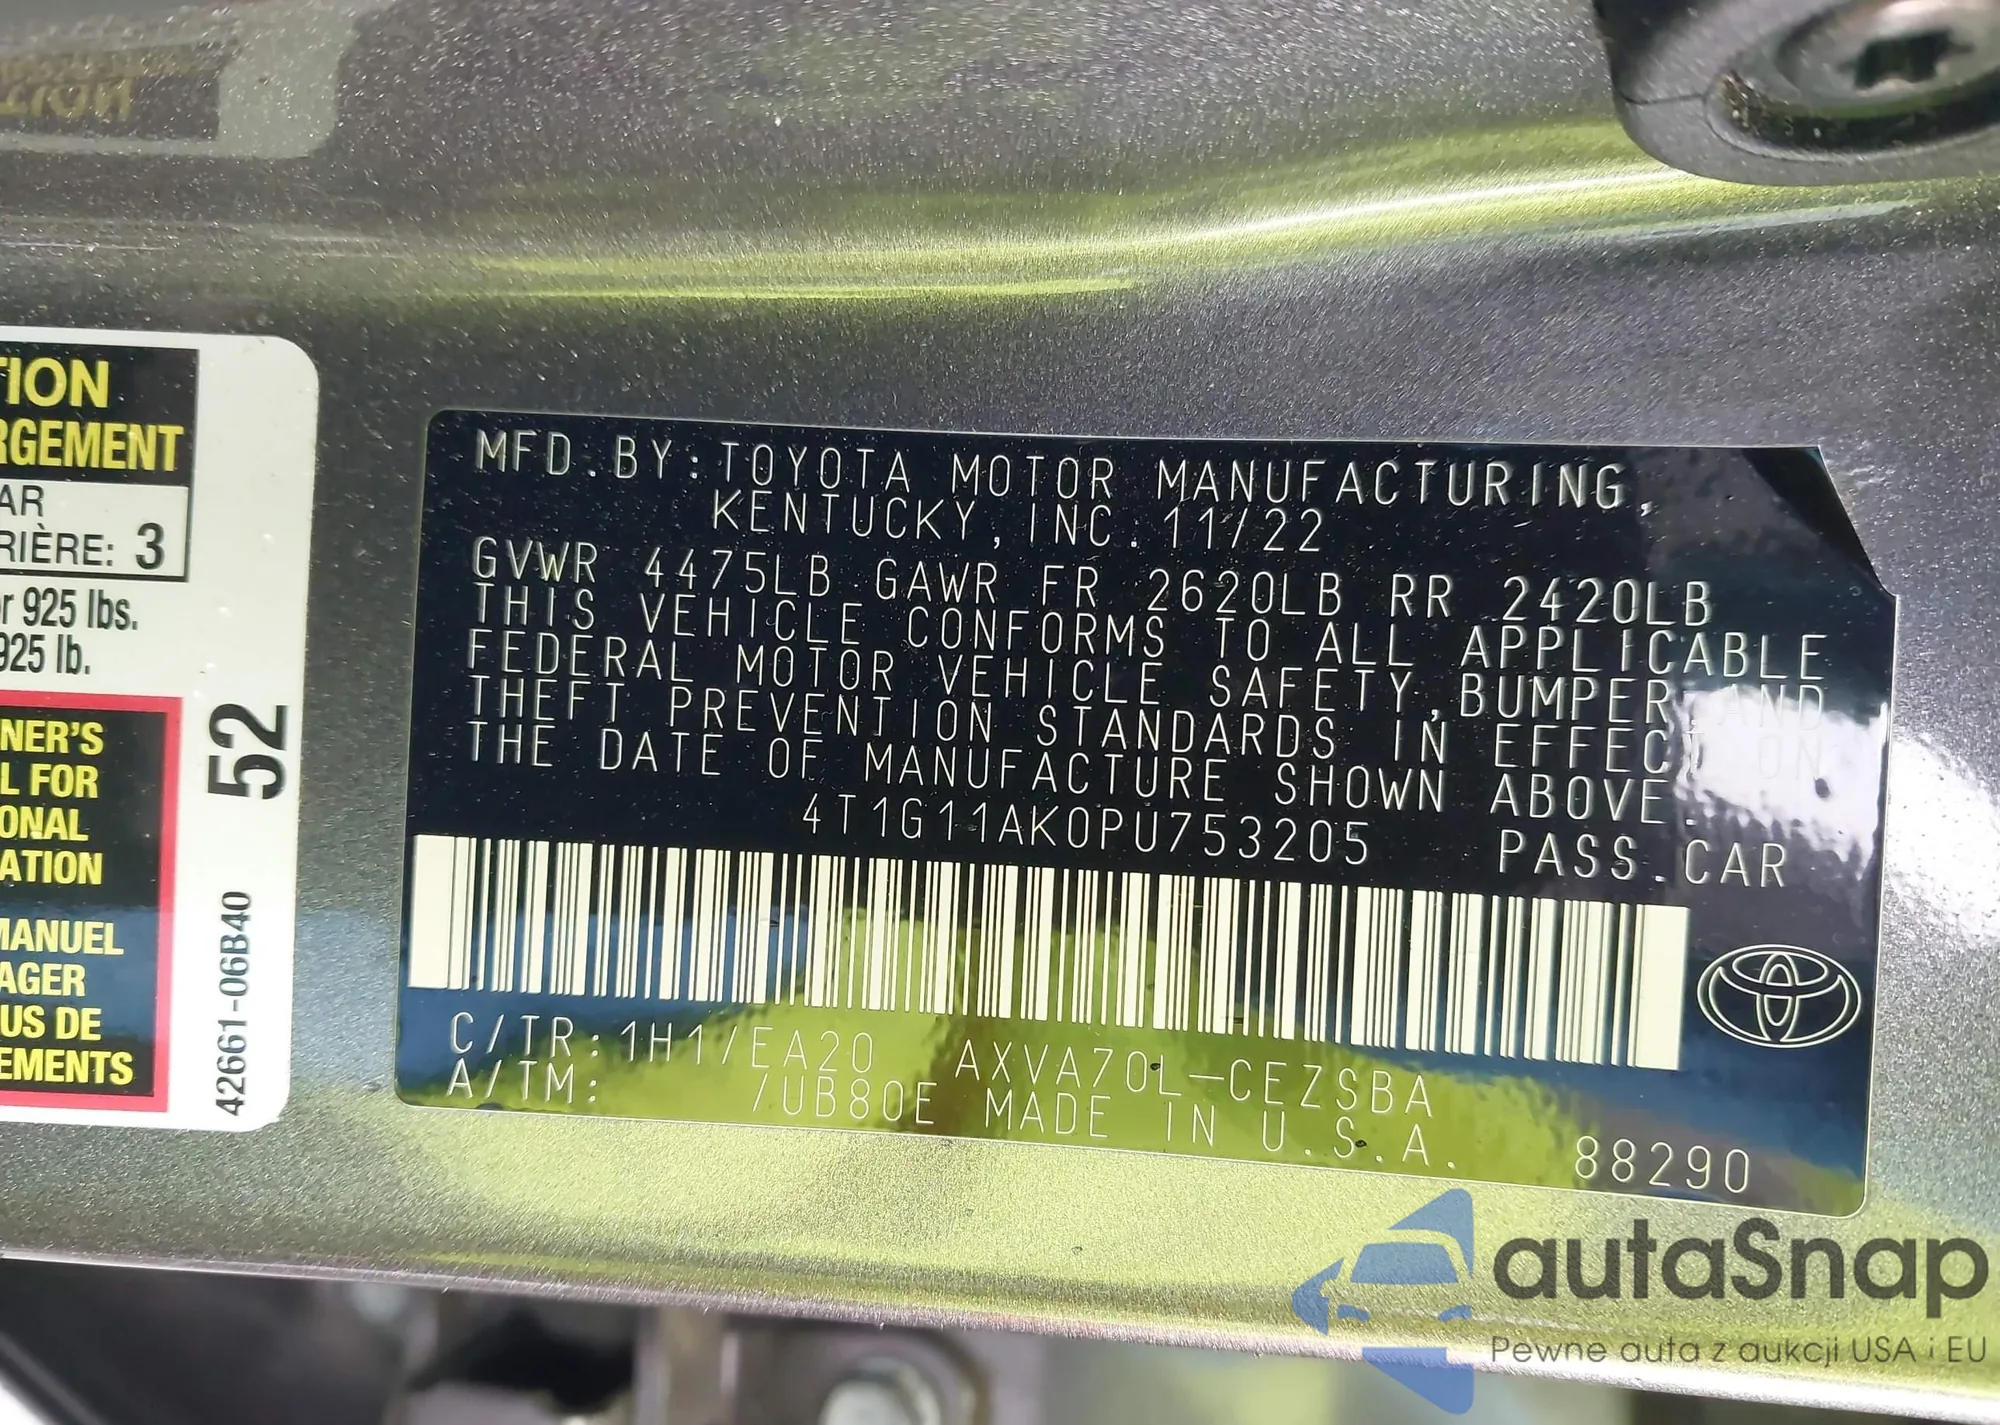 TION
RGEMENT
AR
RIÈRE: 3
r 925 lbs.
925 lb.
NER'S
L FOR
ONAL
ATION
MANUEL
AGER
US DE
EMENTS
52
42661-06B40
MFD.BY:TOYOTA MOTOR MANUFACTURING,
KENTUCKY,INC.11/22
GVWR 4475LB GAWR FR 2620LB RR 2420LB
THIS VEHICLE CONFORMS TO ALL APPLICABLE
FEDERAL MOTOR VEHICLE SAFETY,BUMPER,AND
THEFT PREVENTION STANDARDS IN EFFECT ON
THE DATE OF MANUFACTURE SHOWN ABOVE.
4T1G11AK0PU753205 PASS.CAR
C/TR:1H1/EA20 AXVA70L-CEZSBA
A/TM: /UB80E MADE IN U.S.A.
88290
autaSnap
Pewne auta z aukcji USA i EU